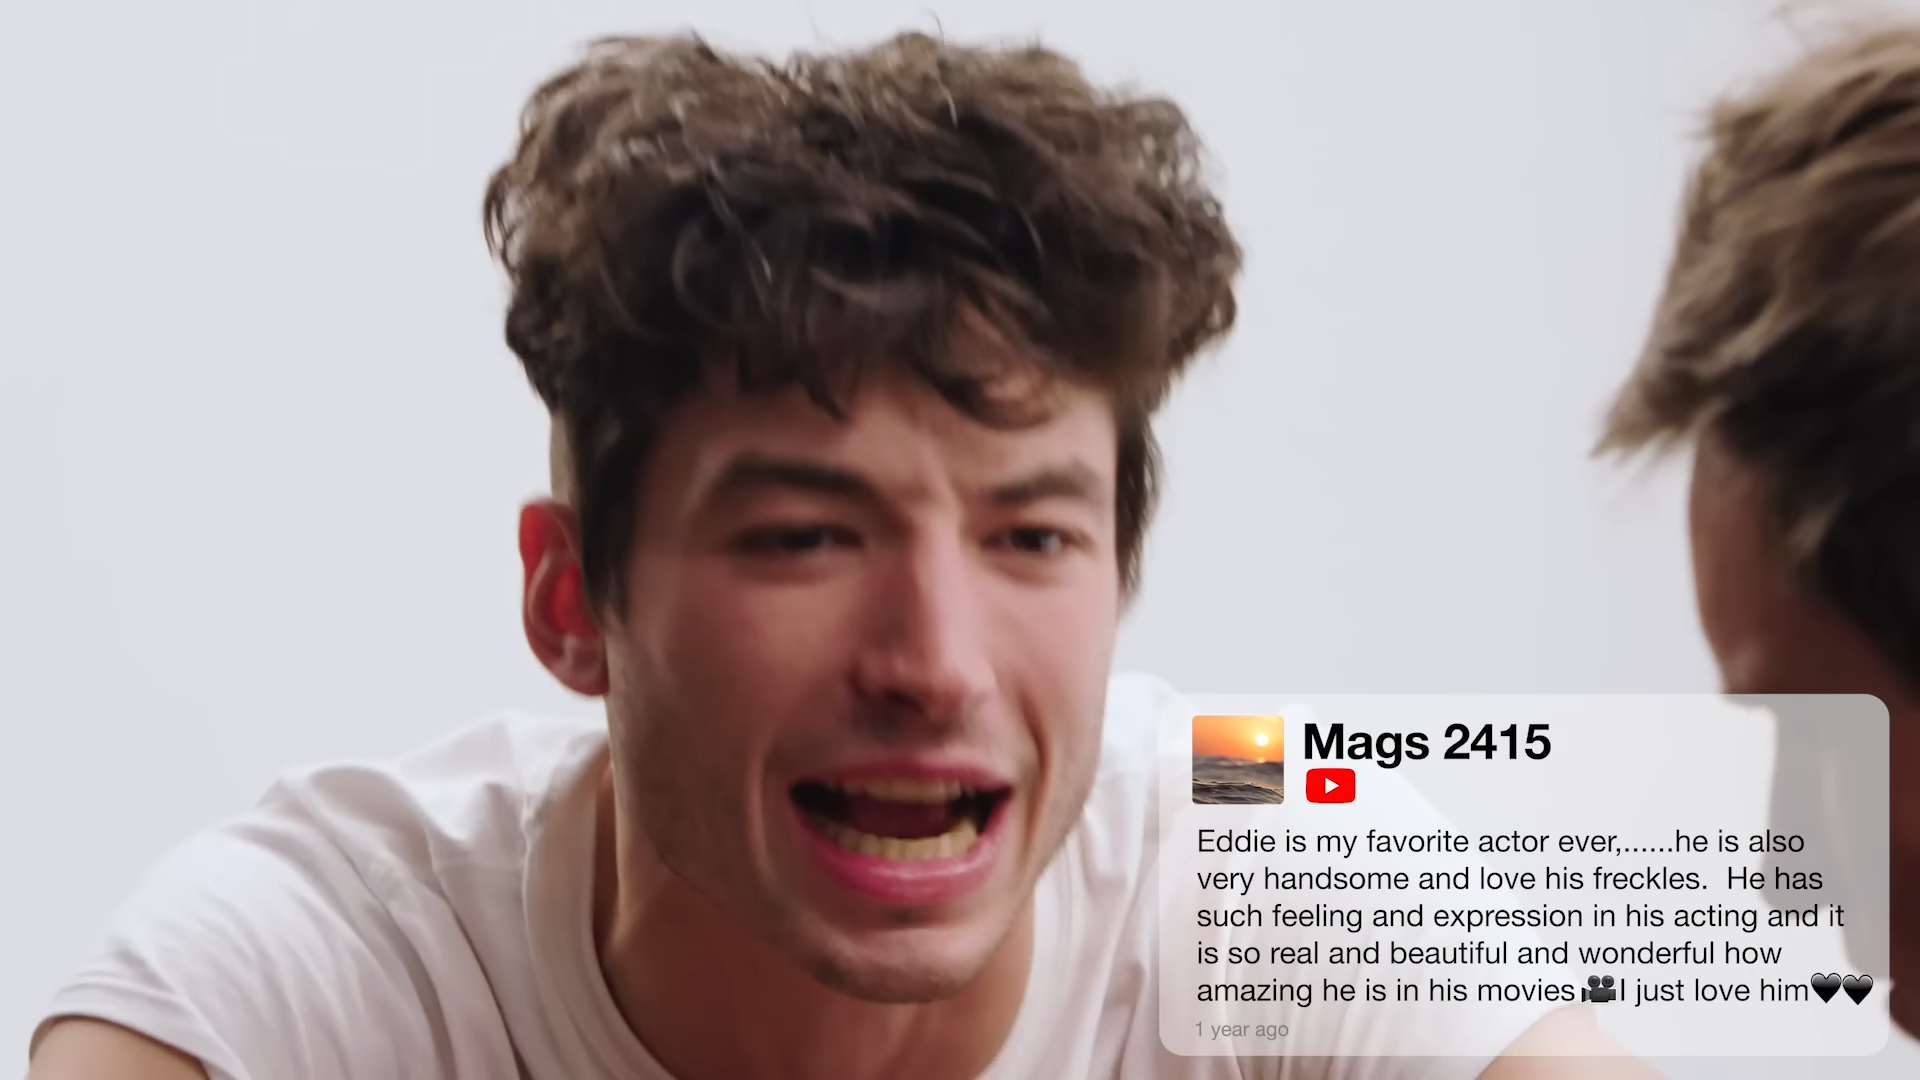 Mags 2415
Eddie is my favorite actor ever,......he is also
very handsome and love his freckles.  He has
such feeling and expression in his acting and it
is so real and beautiful and wonderful how
amazing he is in his movies🎥I just love him🖤🖤
1 year ago